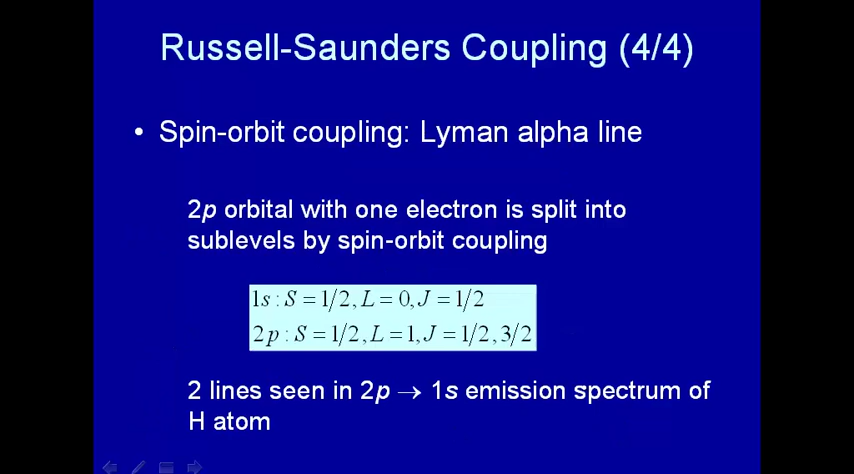 Russell-Saunders Coupling (4/4)
• Spin-orbit coupling: Lyman alpha line
2p orbital with one electron is split into
sublevels by spin-orbit coupling
1s : S = 1/2, L = 0, J = 1/2
2p : S = 1/2, L = 1, J = 1/2, 3/2
2 lines seen in 2p → 1s emission spectrum of
H atom